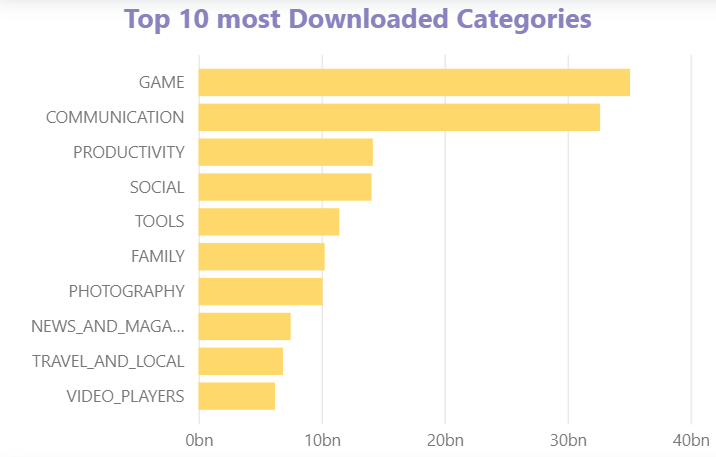 Top 10 most Downloaded Categories
GAME
COMMUNICATION
PRODUCTIVITY
SOCIAL
TOOLS
FAMILY
PHOTOGRAPHY
NEWS_AND_MAGA...
TRAVEL_AND_LOCAL
VIDEO_PLAYERS
0bn 10bn 20bn 30bn 40bn